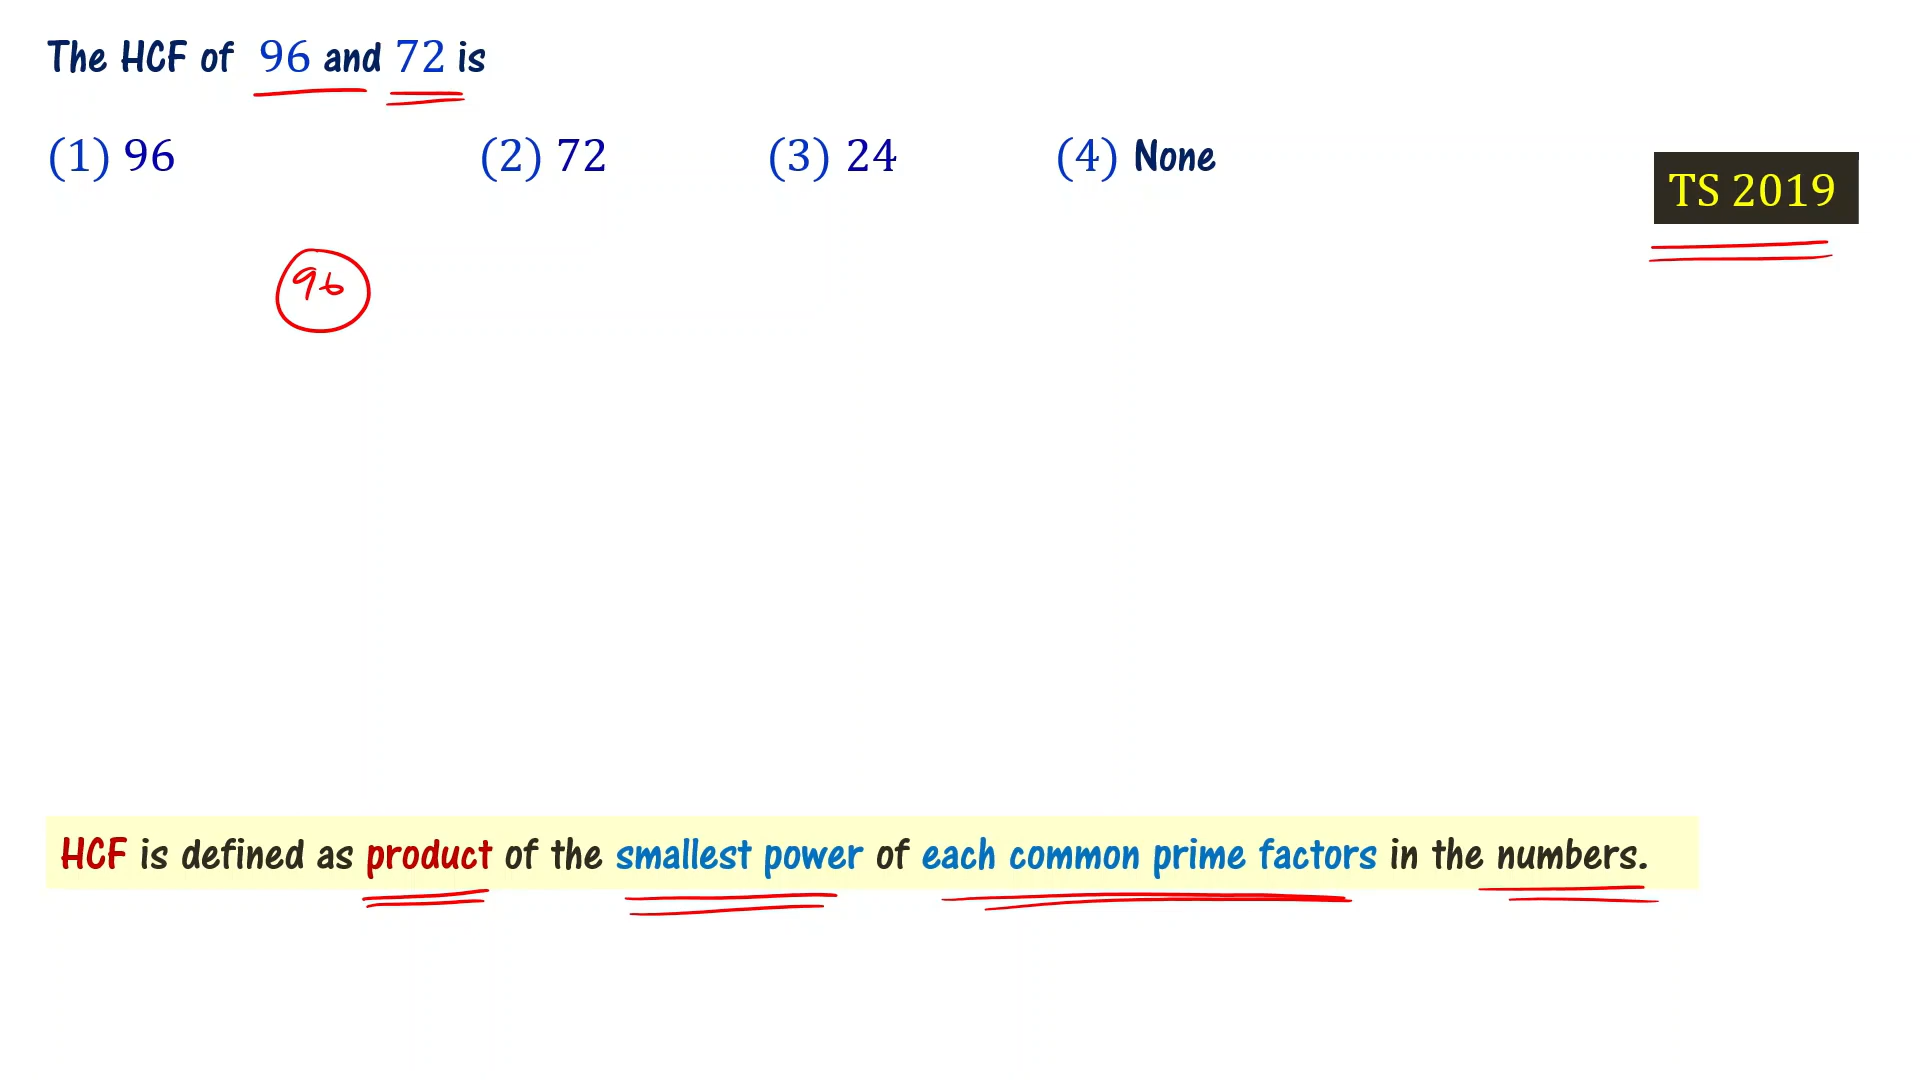 The HCF of 96 and 72 is
(1) 96 (2) 72 (3) 24 (4) None
TS 2019
96
HCF is defined as product of the smallest power of each common prime factors in the numbers.